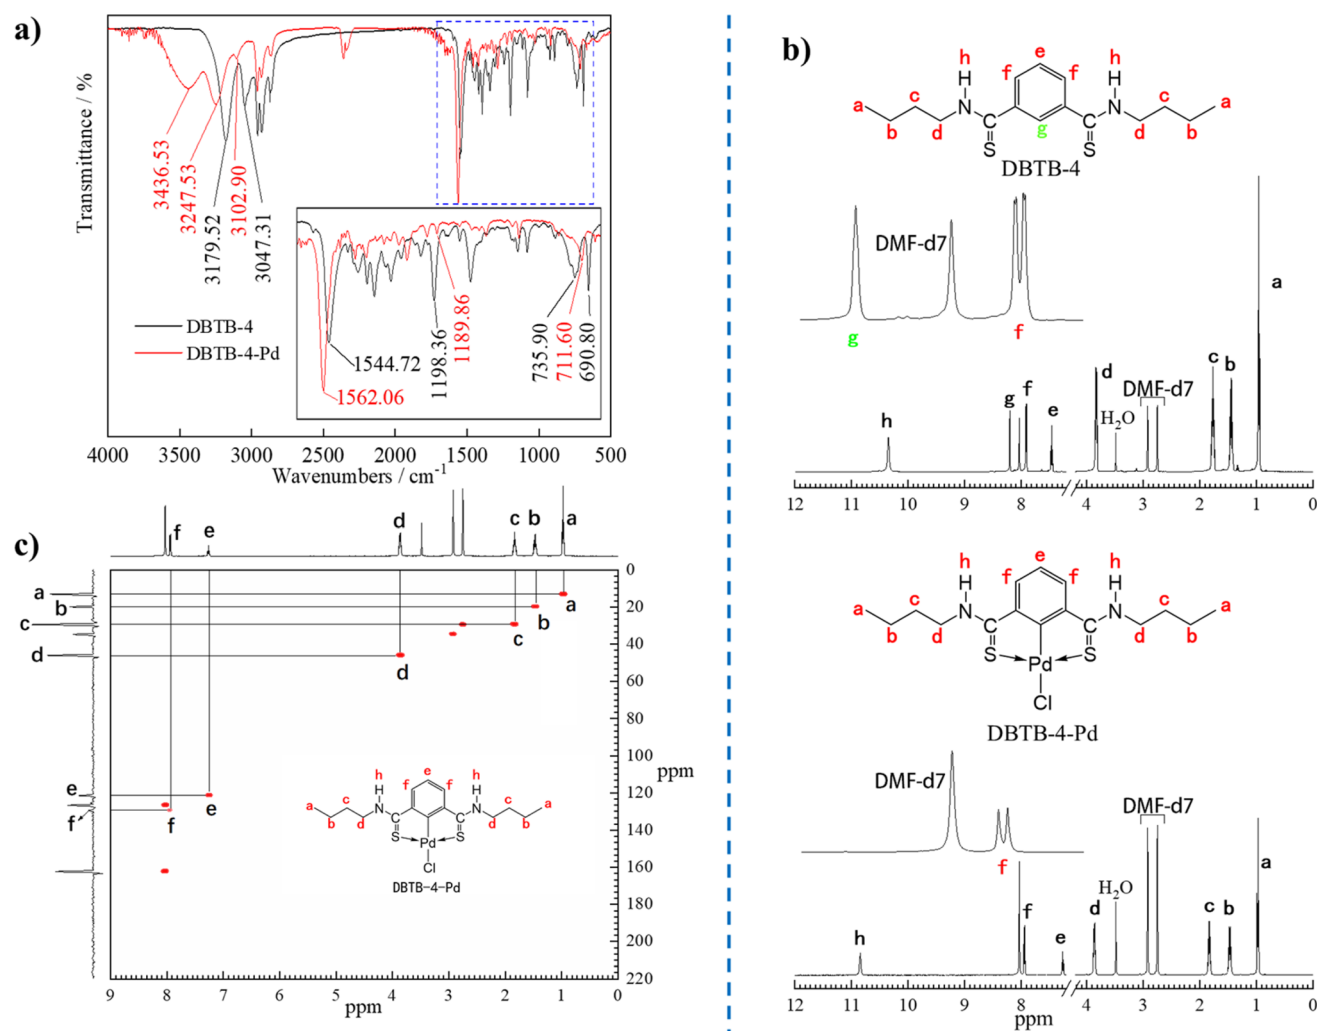 a)
Transmittance / %
3436.53
3247.53
3102.90
3179.52
3047.31
DBTB-4
DBTB-4-Pd
1544.72
1562.06
1198.36
1189.86
735.90
711.60
690.80
4000 3500 3000 2500 2000 1500 1000 500
Wavenumbers / cm-1
b)
h e h
f f
H H
a c N N c a
b d C g C d b
S S
DBTB-4
DMF-d7
g f
a
d c b
DMF-d7
H2O
h g f e
12 11 10 9 8 4 3 2 1 0
h e h
f f
H H
a c N N c a
b d C C d b
S Pd S
Cl
DBTB-4-Pd
DMF-d7
f
DMF-d7
H2O
h f e d c b a
12 11 10 9 8 4 3 2 1 0
ppm
c)
f e d c b a
a
b
c
d
e
f
a
b
c
d
e
f
0
20
40
60
80
100
120
140
160
180
200
220
ppm
h e h
f f
H H
a c N N c a
b d C C d b
S Pd S
Cl
DBTB-4-Pd
9 8 7 6 5 4 3 2 1 0
ppm